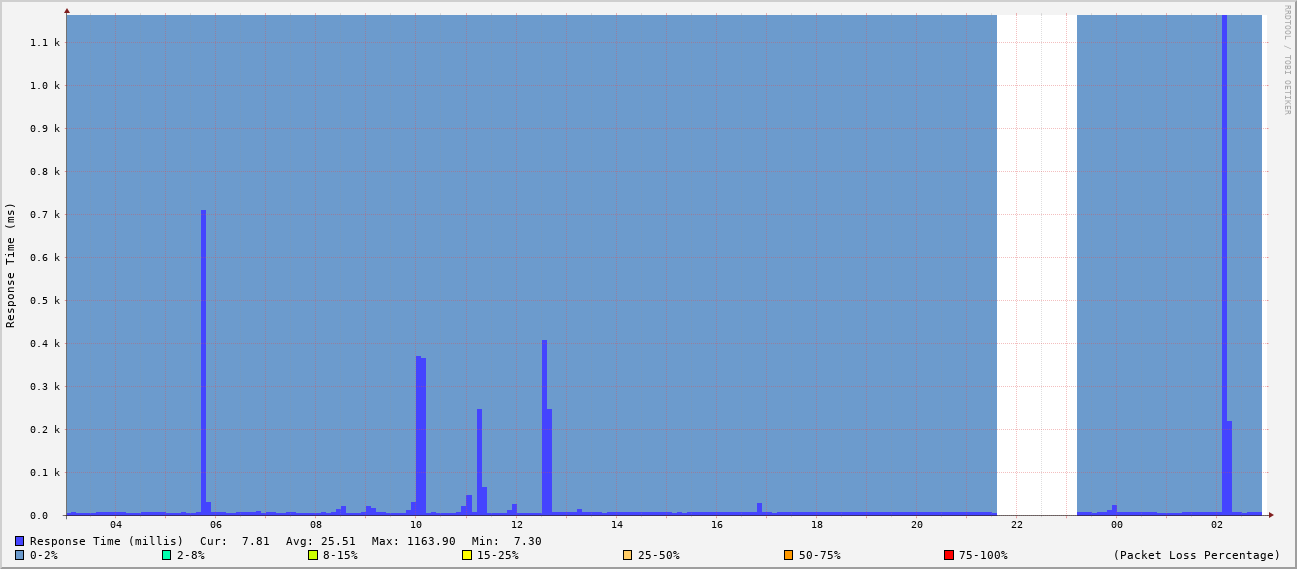 RRDTOOL / TOBI OETIKER
Response Time (ms)
1.1 k
1.0 k
0.9 k
0.8 k
0.7 k
0.6 k
0.5 k
0.4 k
0.3 k
0.2 k
0.1 k
0.0
04 06 08 10 12 14 16 18 20 22 00 02
Response Time (millis) Cur: 7.81 Avg: 25.51 Max: 1163.90 Min: 7.30
0-2% 2-8% 8-15% 15-25% 25-50% 50-75% 75-100% (Packet Loss Percentage)